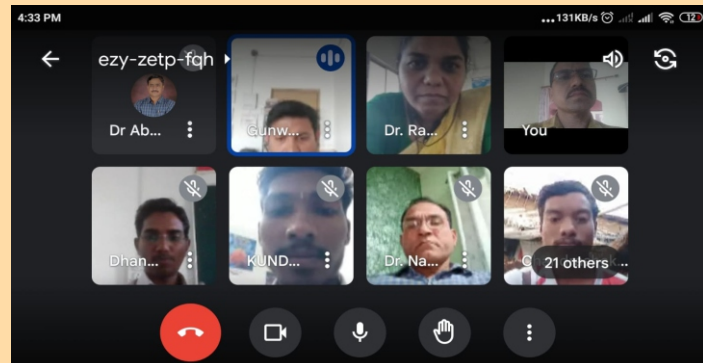 4:33 PM
...131KB/s 12
ezy-zetp-fqh
Dr Ab...
Gunw...
Dr. Ra...
You
Dhan...
KUND...
Dr. Na...
21 others